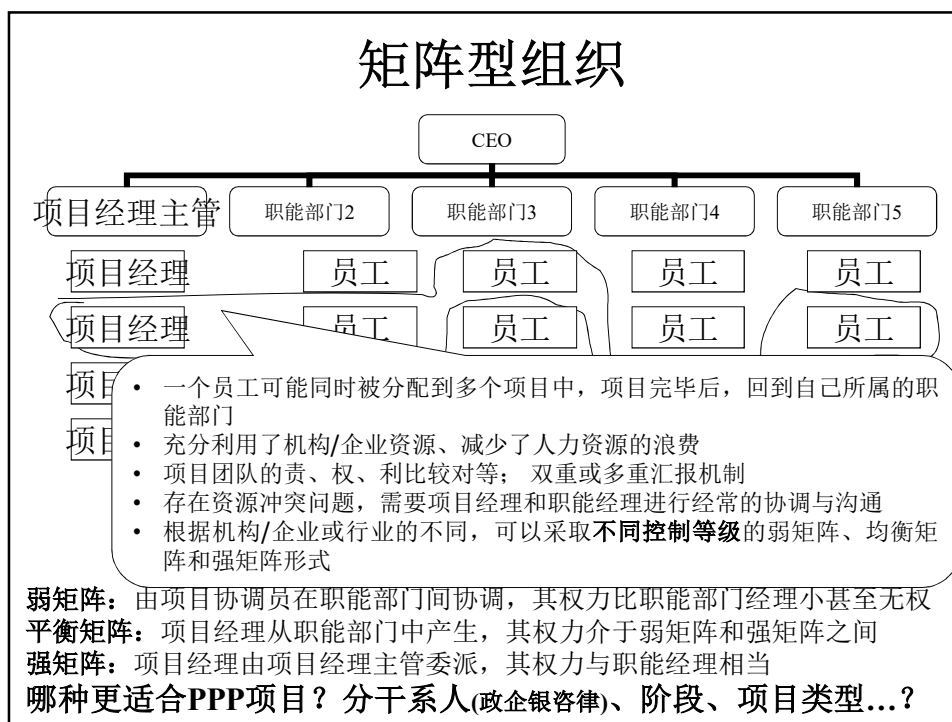 矩阵型组织
CEO
项目经理主管 职能部门2 职能部门3 职能部门4 职能部门5
项目经理 员工 员工 员工 员工
项目经理 员工 员工 员工 员工
项目
项目
• 一个员工可能同时被分配到多个项目中，项目完毕后，回到自己所属的职
能部门
• 充分利用了机构/企业资源、减少了人力资源的浪费
• 项目团队的责、权、利比较对等； 双重或多重汇报机制
• 存在资源冲突问题，需要项目经理和职能经理进行经常的协调与沟通
• 根据机构/企业或行业的不同，可以采取不同控制等级的弱矩阵、均衡矩
阵和强矩阵形式
弱矩阵：由项目协调员在职能部门间协调，其权力比职能部门经理小甚至无权
平衡矩阵：项目经理从职能部门中产生，其权力介于弱矩阵和强矩阵之间
强矩阵：项目经理由项目经理主管委派，其权力与职能经理相当
哪种更适合PPP项目？分干系人(政企银咨律)、阶段、项目类型…？